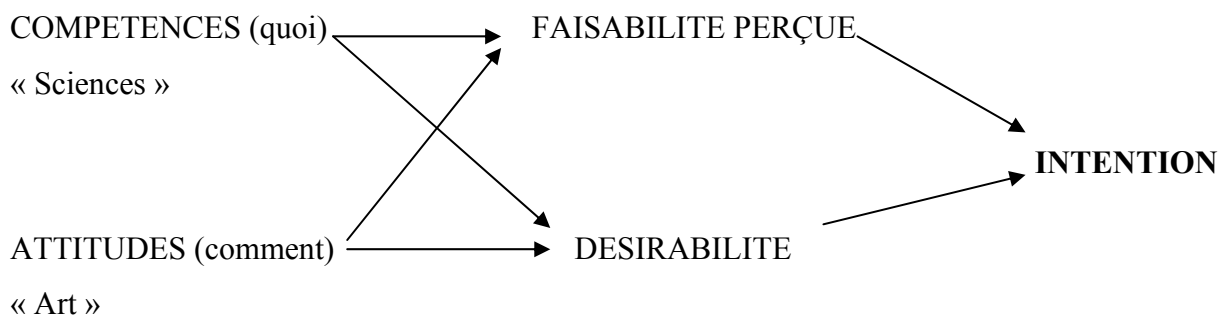 COMPETENCES (quoi)
FAISABILITE PERÇUE
« Sciences »
INTENTION
ATTITUDES (comment)
DESIRABILITE
« Art »